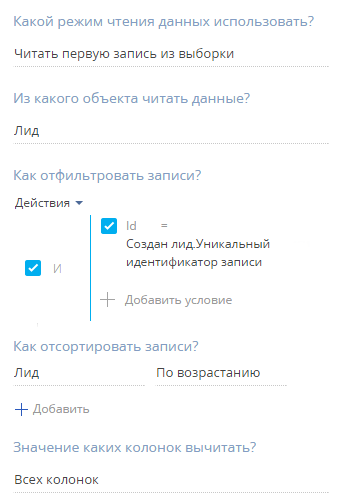 Какой режим чтения данных использовать?
Читать первую запись из выборки
Из какого объекта читать данные?
Лид
Как отфильтровать записи?
Действия
Id =
Создан лид.Уникальный
идентификатор записи
И
Добавить условие
Как отсортировать записи?
Лид По возрастанию
Добавить
Значение каких колонок вычитать?
Всех колонок